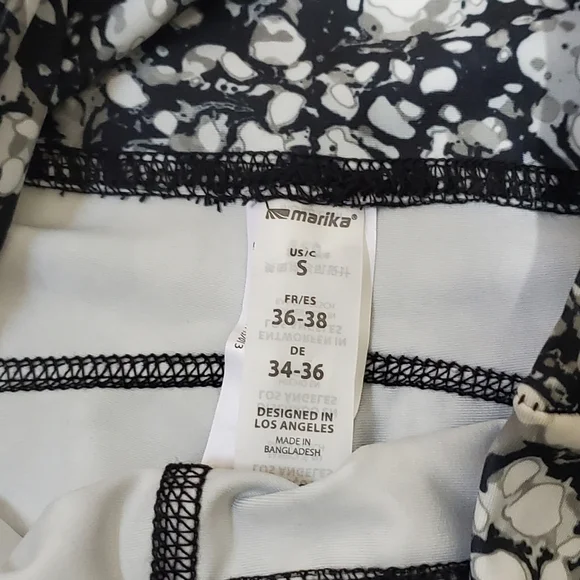 marika®
US/C
S
FR/ES
36-38
DE
34-36
DESIGNED IN
LOS ANGELES
MADE IN
BANGLADESH